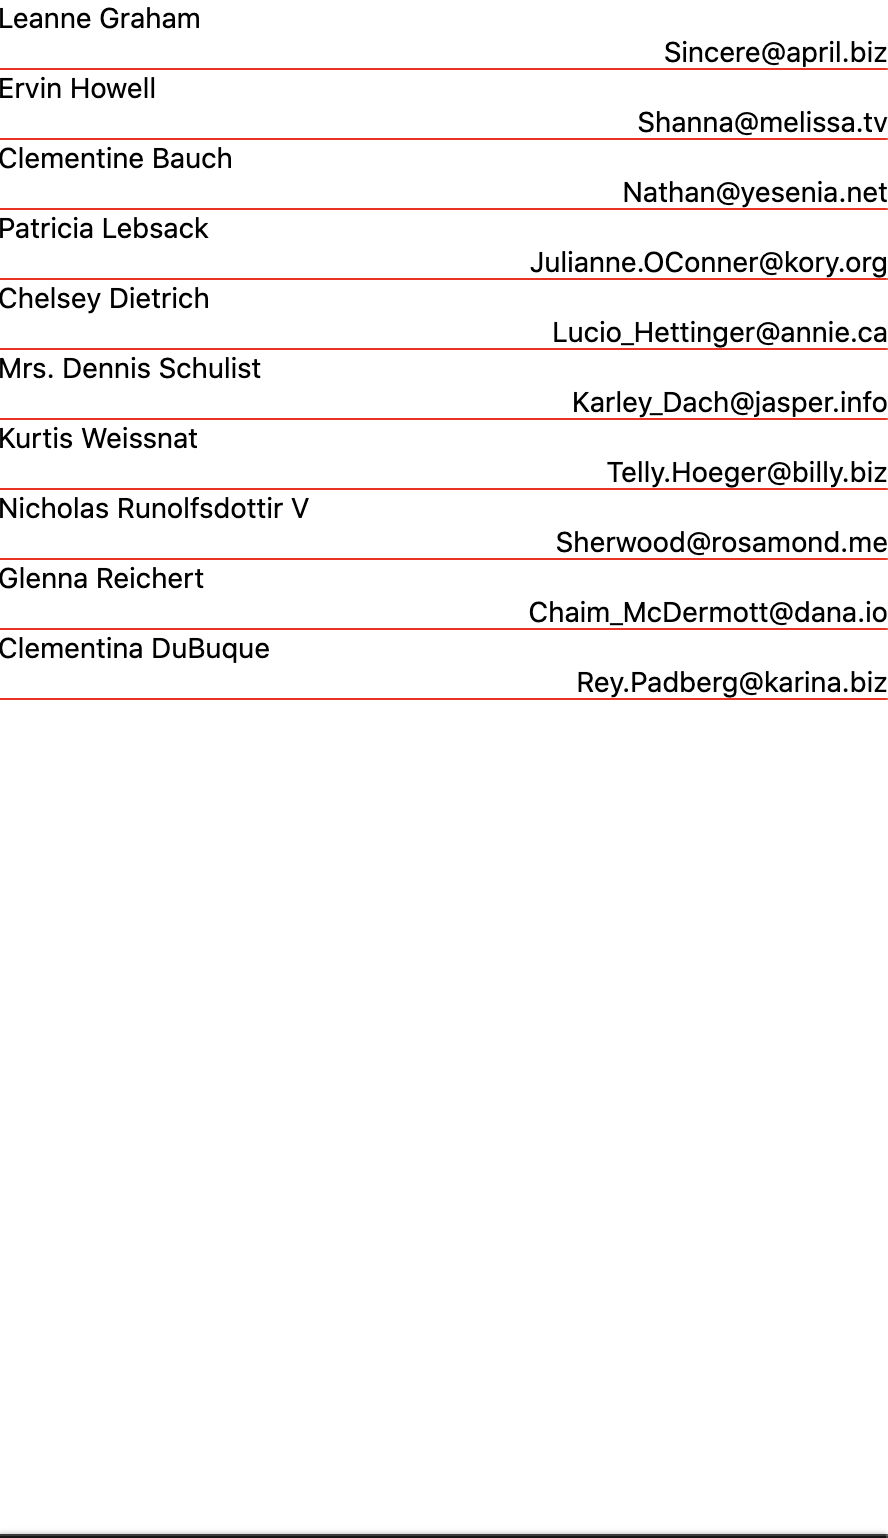 Leanne Graham
Sincere@april.biz
Ervin Howell
Shanna@melissa.tv
Clementine Bauch
Nathan@yesenia.net
Patricia Lebsack
Julianne.OConner@kory.org
Chelsey Dietrich
Lucio_Hettinger@annie.ca
Mrs. Dennis Schulist
Karley_Dach@jasper.info
Kurtis Weissnat
Telly.Hoeger@billy.biz
Nicholas Runolfsdottir V
Sherwood@rosamond.me
Glenna Reichert
Chaim_McDermott@dana.io
Clementina DuBuque
Rey.Padberg@karina.biz